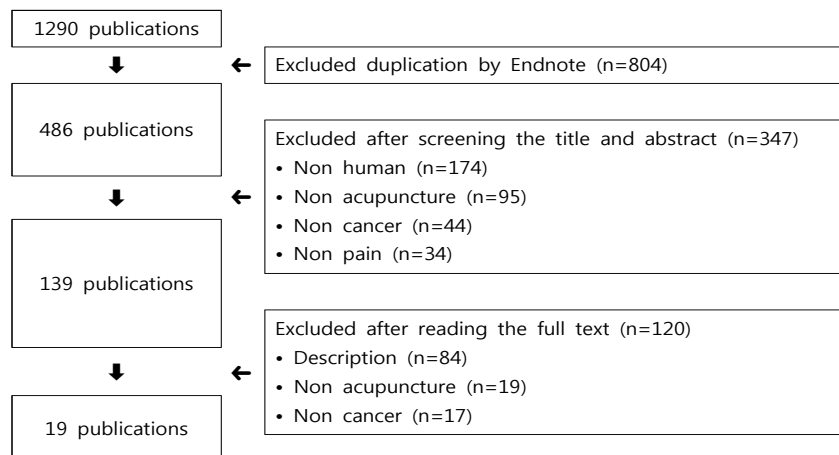 1290 publications
Excluded duplication by Endnote (n=804)
486 publications
Excluded after screening the title and abstract (n=347)
• Non human (n=174)
• Non acupuncture (n=95)
• Non cancer (n=44)
• Non pain (n=34)
139 publications
Excluded after reading the full text (n=120)
• Description (n=84)
• Non acupuncture (n=19)
• Non cancer (n=17)
19 publications